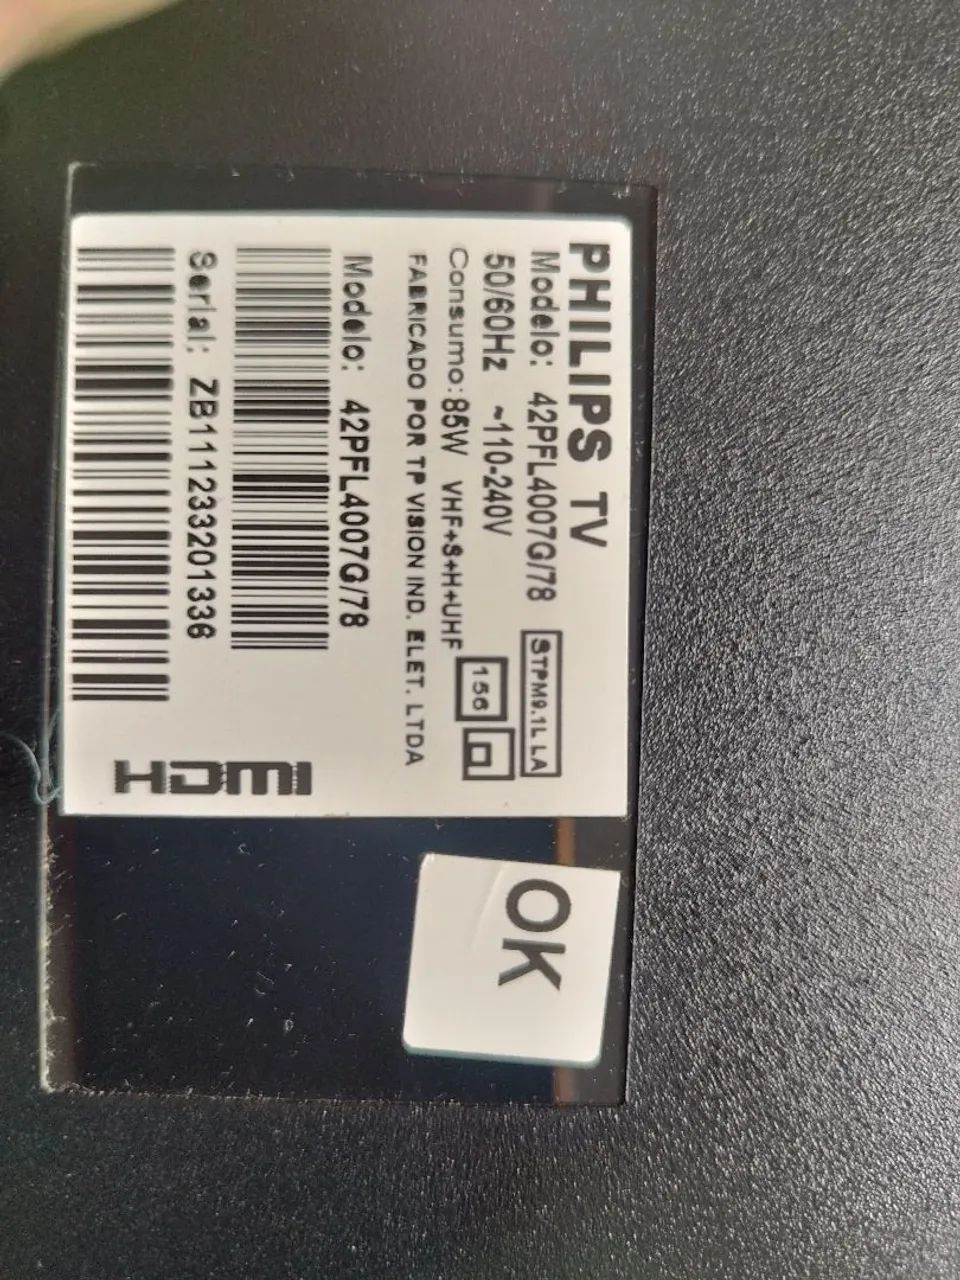 PHILIPS TV
Modelo: 42PFL4007G/78
STPM9.1L LA
50/60Hz ~110-240V
Consumo:85W VHF+S+H+UHF
156
FABRICADO POR TP VISION IND. ELET. LTDA
Modelo: 42PFL4007G/78
Serial: ZB111233201336
HDMI
OK